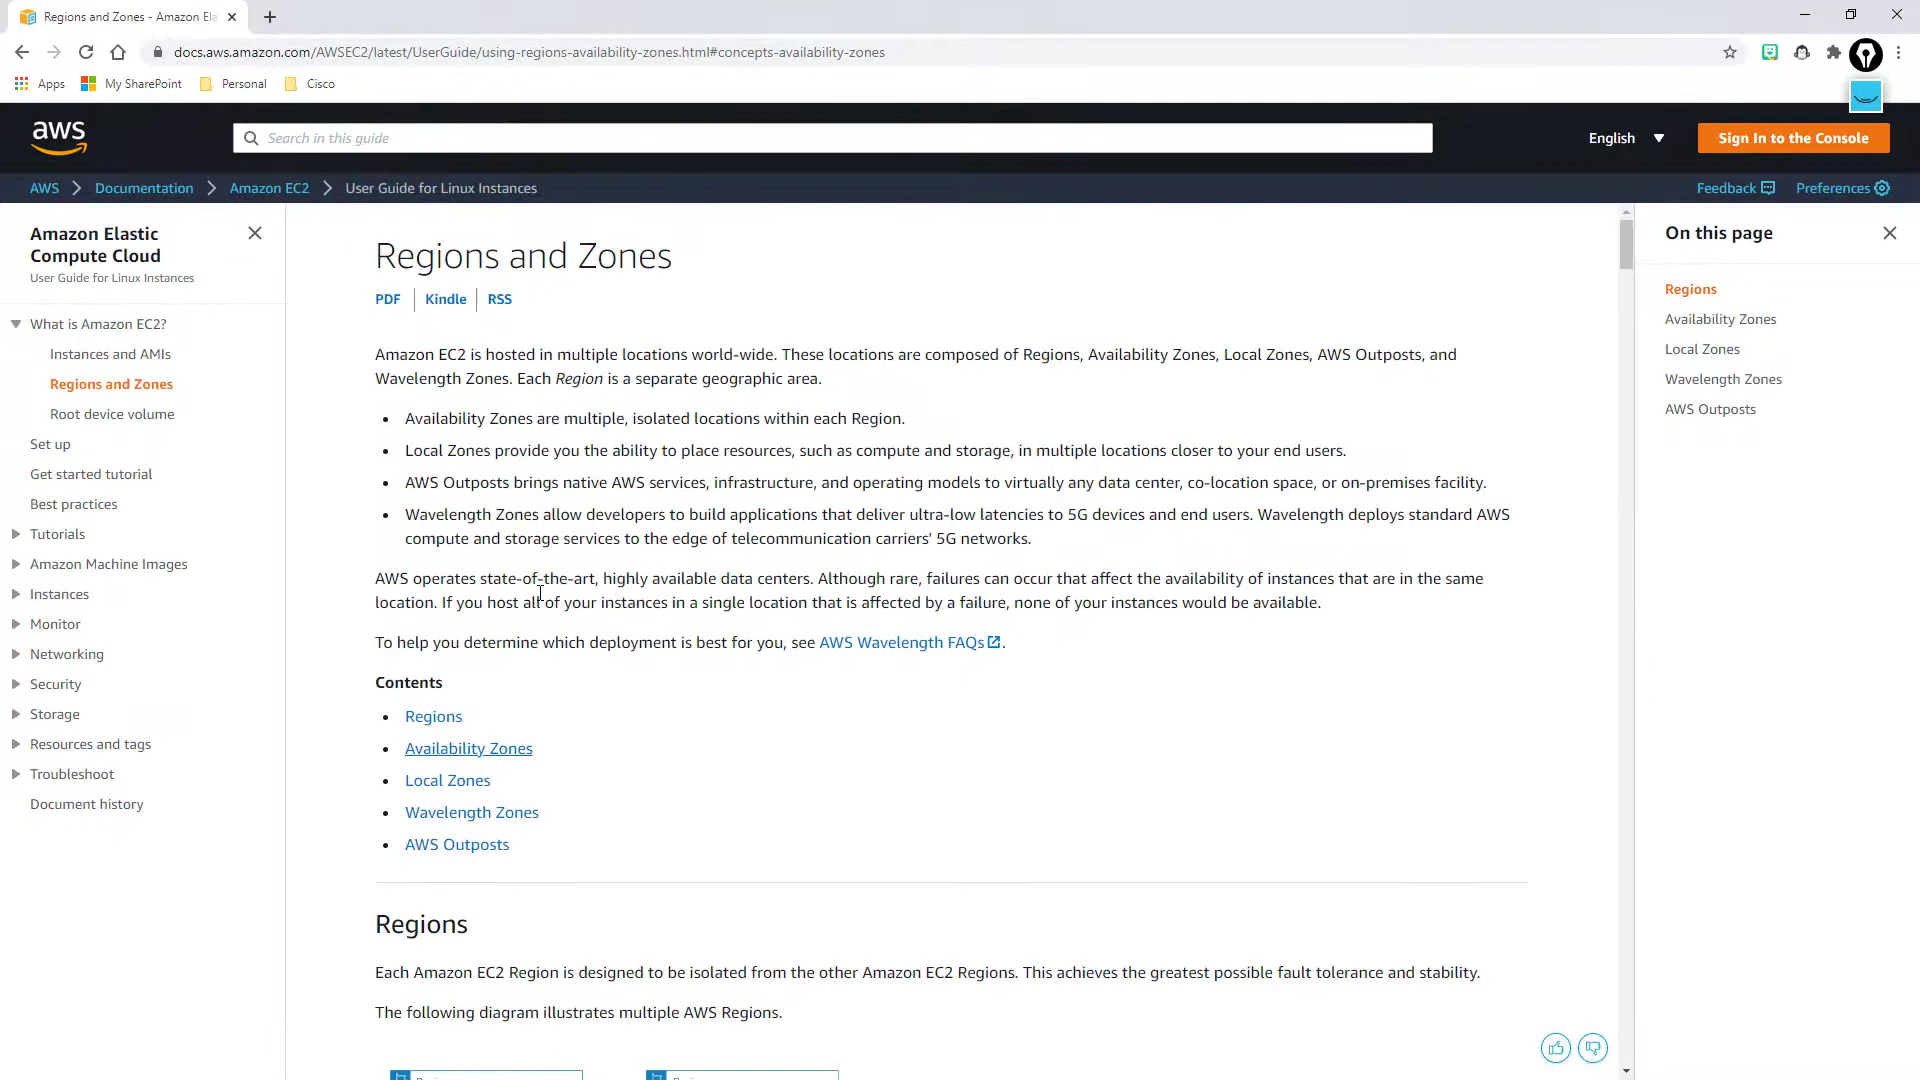 Regions and Zones - Amazon Ela
docs.aws.amazon.com/AWSEC2/latest/UserGuide/using-regions-availability-zones.html#concepts-availability-zones
Apps
My SharePoint
Personal
Cisco
aws
Search in this guide
English
Sign In to the Console
AWS
Documentation
Amazon EC2
User Guide for Linux Instances
Feedback
Preferences
Amazon Elastic
Compute Cloud
User Guide for Linux Instances
What is Amazon EC2?
Instances and AMIs
Regions and Zones
Root device volume
Set up
Get started tutorial
Best practices
Tutorials
Amazon Machine Images
Instances
Monitor
Networking
Security
Storage
Resources and tags
Troubleshoot
Document history
Regions and Zones
PDF
Kindle
RSS
Amazon EC2 is hosted in multiple locations world-wide. These locations are composed of Regions, Availability Zones, Local Zones, AWS Outposts, and
Wavelength Zones. Each Region is a separate geographic area.
• Availability Zones are multiple, isolated locations within each Region.
• Local Zones provide you the ability to place resources, such as compute and storage, in multiple locations closer to your end users.
• AWS Outposts brings native AWS services, infrastructure, and operating models to virtually any data center, co-location space, or on-premises facility.
• Wavelength Zones allow developers to build applications that deliver ultra-low latencies to 5G devices and end users. Wavelength deploys standard AWS
compute and storage services to the edge of telecommunication carriers' 5G networks.
AWS operates state-of-the-art, highly available data centers. Although rare, failures can occur that affect the availability of instances that are in the same
location. If you host all of your instances in a single location that is affected by a failure, none of your instances would be available.
To help you determine which deployment is best for you, see AWS Wavelength FAQs.
Contents
• Regions
• Availability Zones
• Local Zones
• Wavelength Zones
• AWS Outposts
Regions
Each Amazon EC2 Region is designed to be isolated from the other Amazon EC2 Regions. This achieves the greatest possible fault tolerance and stability.
The following diagram illustrates multiple AWS Regions.
On this page
Regions
Availability Zones
Local Zones
Wavelength Zones
AWS Outposts